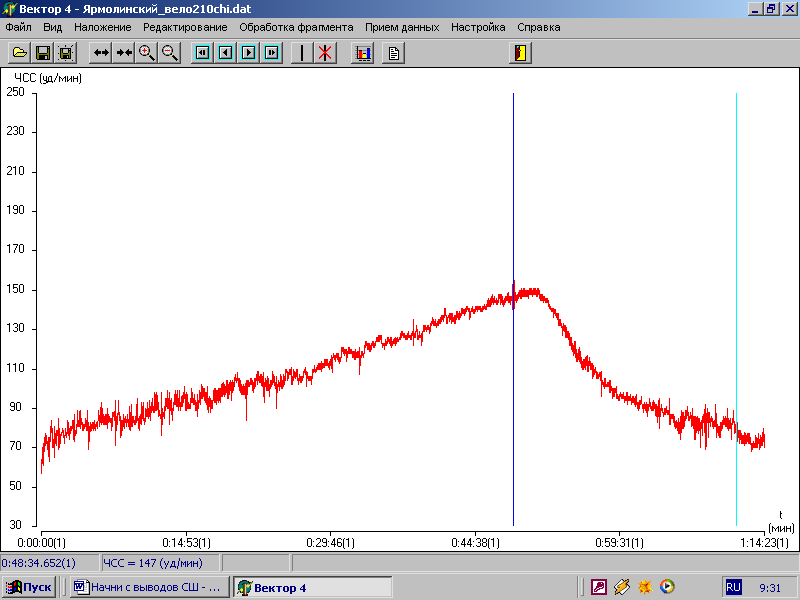 Вектор 4 - Ярмолинский_вело210chi.dat
Файл Вид Наложение Редактирование Обработка фрагмента Прием данных Настройка Справка
ЧСС (уд/мин)
250
230
210
190
170
150
130
110
90
70
50
30
t
(мин)
0:00:00(1) 0:14:53(1) 0:29:46(1) 0:44:38(1) 0:59:31(1) 1:14:23(1)
0:48:34.652(1) ЧСС = 147 (уд/мин)
Пуск Начни с выводов СШ - ... Вектор 4 RU 9:31